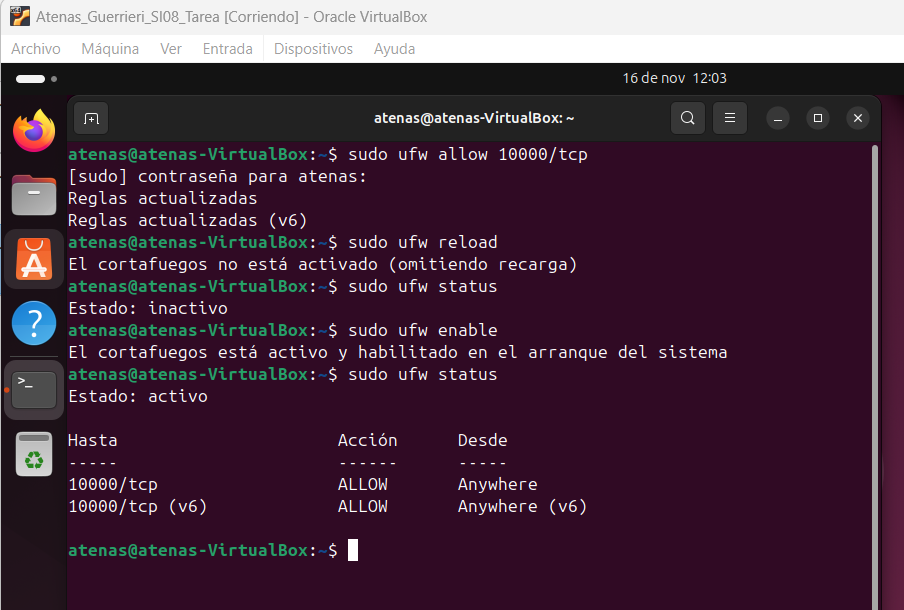 Atenas_Guerrieri_SI08_Tarea [Corriendo] - Oracle VirtualBox
Archivo Máquina Ver Entrada Dispositivos Ayuda
16 de nov 12:03
atenas@atenas-VirtualBox: ~
atenas@atenas-VirtualBox:~$ sudo ufw allow 10000/tcp
[sudo] contraseña para atenas:
Reglas actualizadas
Reglas actualizadas (v6)
atenas@atenas-VirtualBox:~$ sudo ufw reload
El cortafuegos no está activado (omitiendo recarga)
atenas@atenas-VirtualBox:~$ sudo ufw status
Estado: inactivo
atenas@atenas-VirtualBox:~$ sudo ufw enable
El cortafuegos está activo y habilitado en el arranque del sistema
atenas@atenas-VirtualBox:~$ sudo ufw status
Estado: activo
Hasta Acción Desde
----- ------ -----
10000/tcp ALLOW Anywhere
10000/tcp (v6) ALLOW Anywhere (v6)
atenas@atenas-VirtualBox:~$